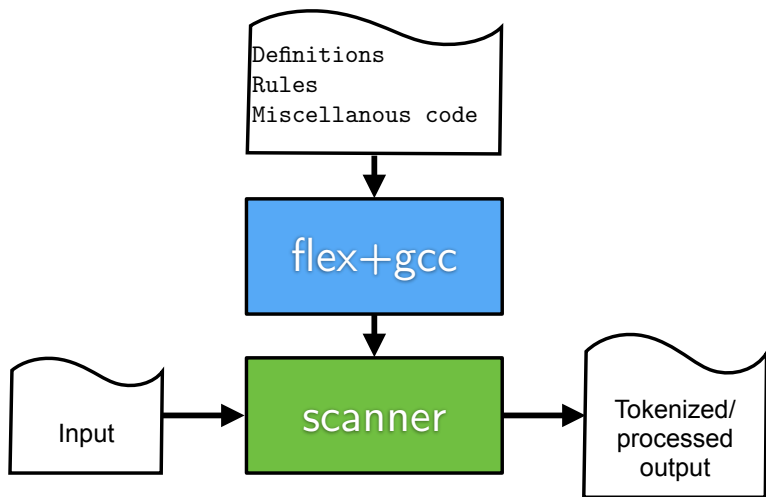 Definitions
Rules
Miscellanous code
flex+gcc
scanner
Input
Tokenized/
processed
output